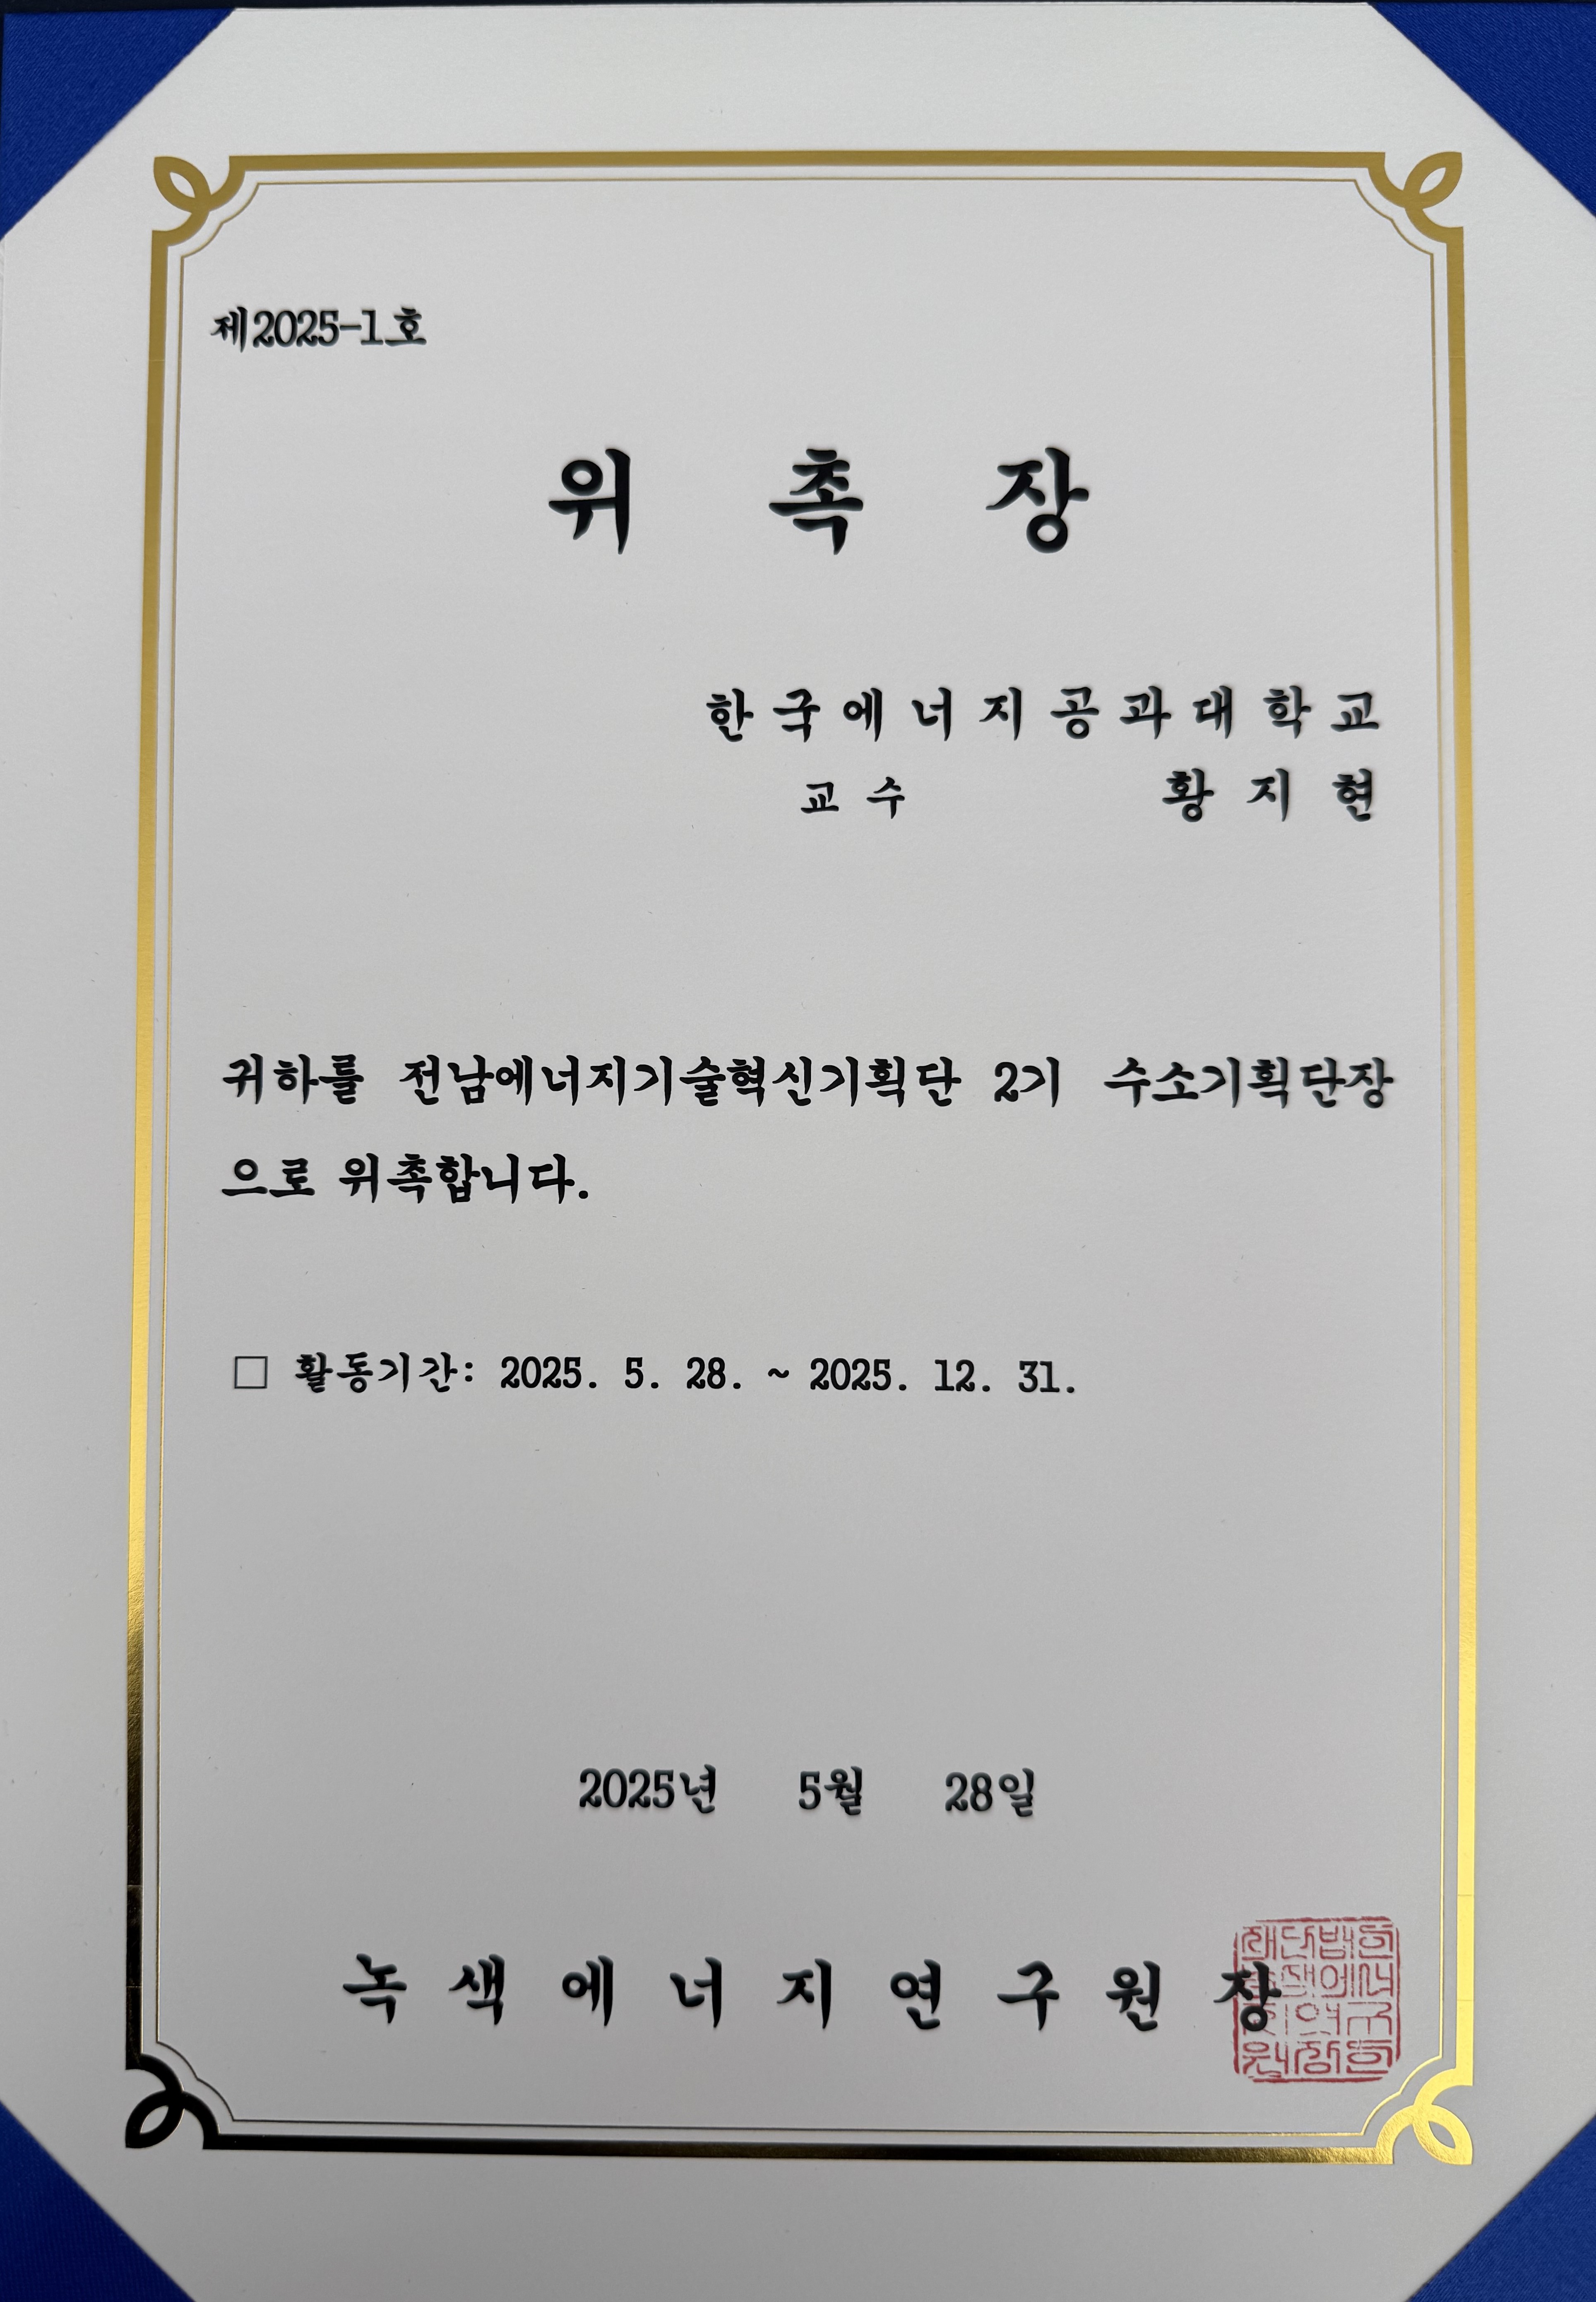 제2025-1호
위 촉 장
한국에너지공과대학교
교 수 황 지 현
귀하를 전남에너지기술혁신기획단 2기 수소기획단장
으로 위촉합니다.
□ 활동기간: 2025. 5. 28. ~ 2025. 12. 31.
2025년 5월 28일
녹색에너지연구원장